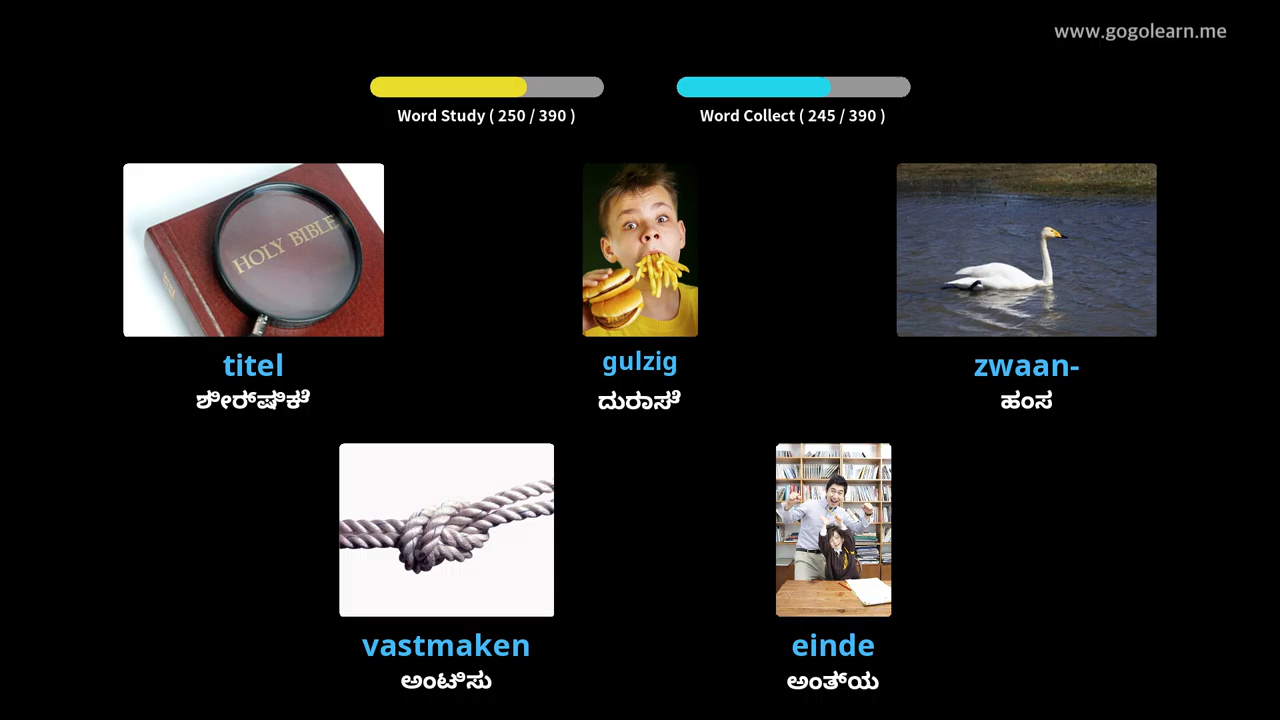 www.gogolearn.me
Word Study ( 250 / 390 )
Word Collect ( 245 / 390 )
HOLY BIBLE
titel
ಶೀರ್ಷಿಕೆ
gulzig
ದುರಾಸೆ
zwaan-
ಹಂಸ
vastmaken
ಅಂಟಿಸು
einde
ಅಂತ್ಯ